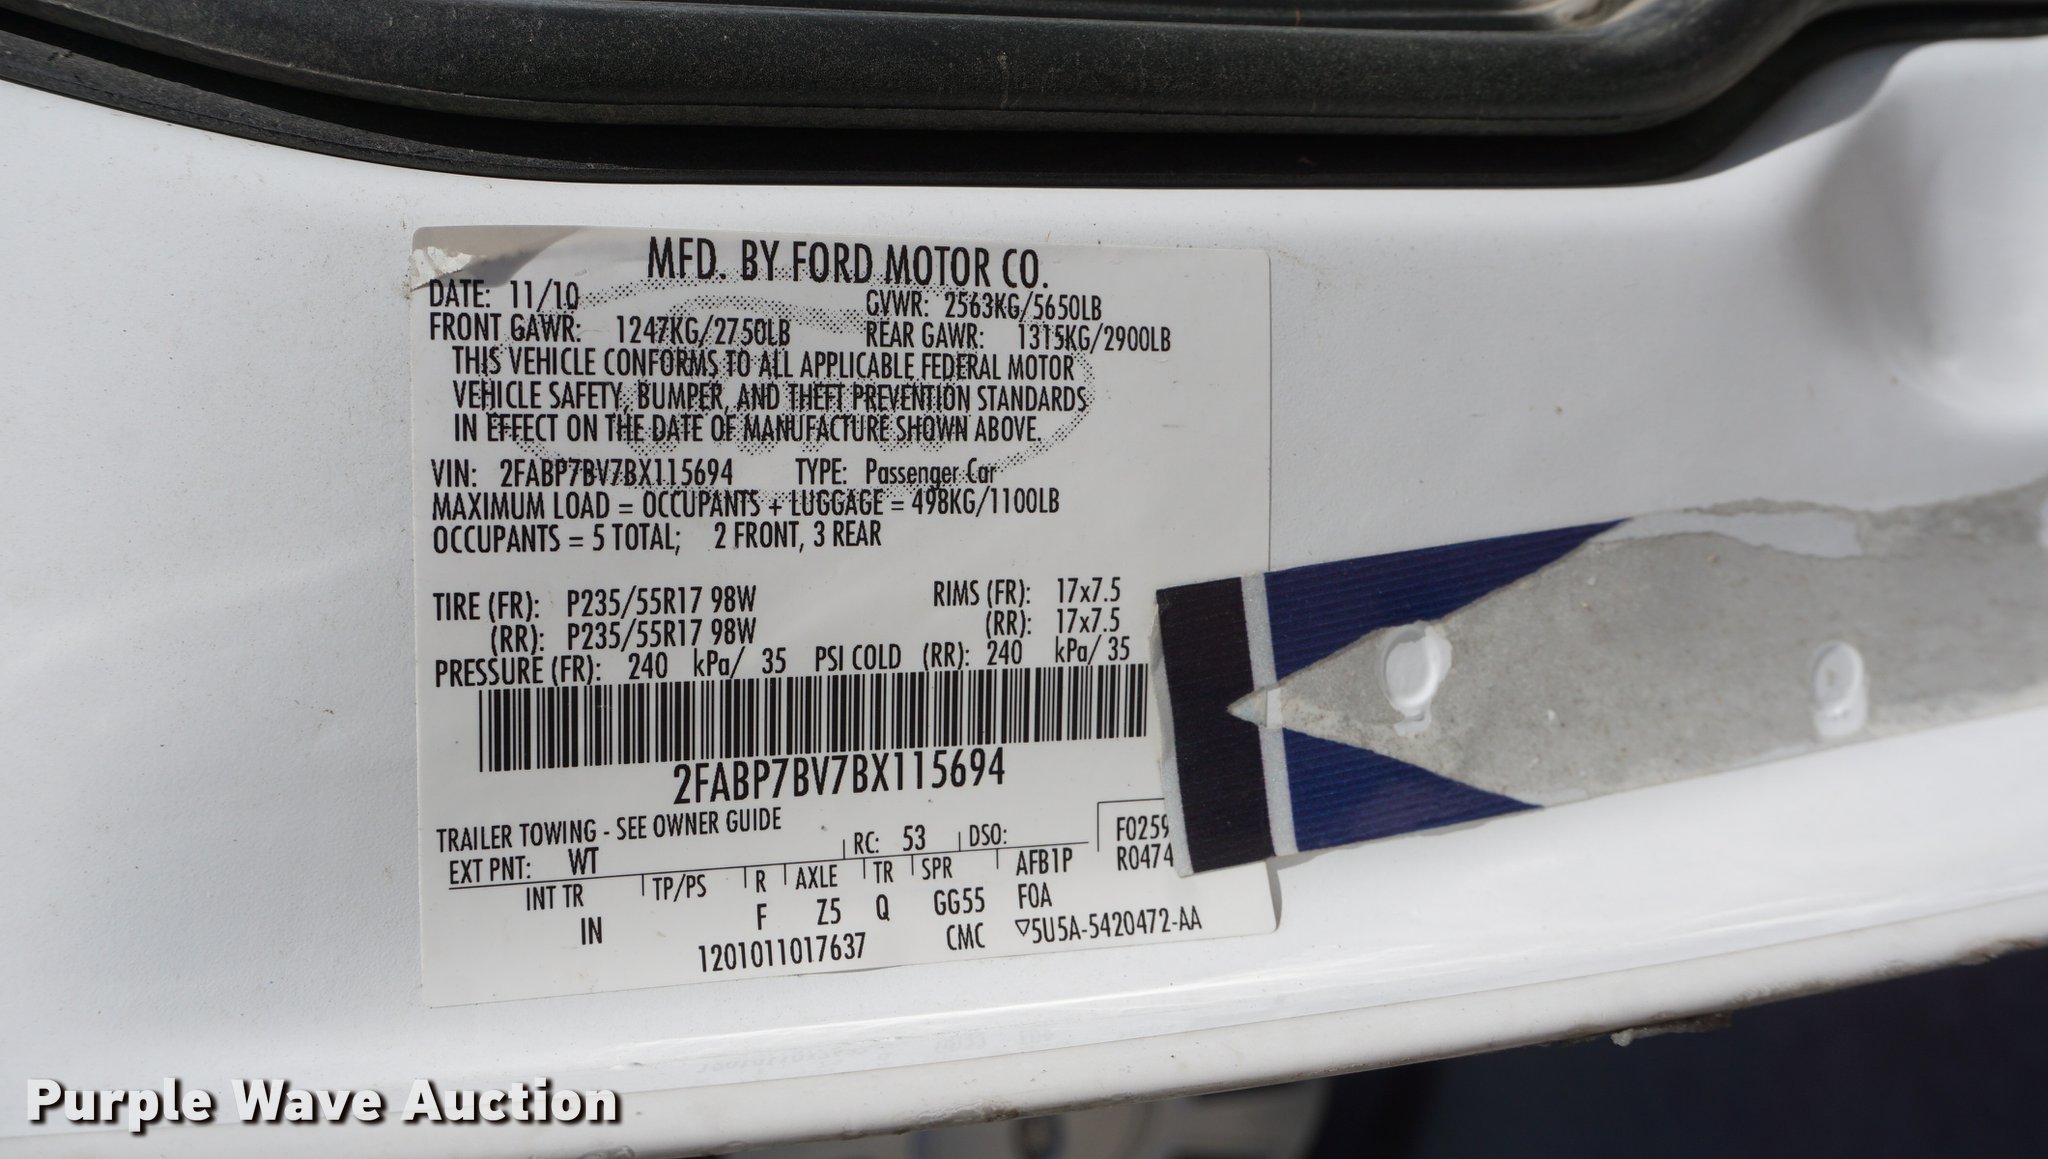 MFD. BY FORD MOTOR CO.
DATE: 11/10 GVWR: 2563KG/5650LB
FRONT GAWR: 1247KG/2750LB REAR GAWR: 1315KG/2900LB
THIS VEHICLE CONFORMS TO ALL APPLICABLE FEDERAL MOTOR
VEHICLE SAFETY, BUMPER, AND THEFT PREVENTION STANDARDS
IN EFFECT ON THE DATE OF MANUFACTURE SHOWN ABOVE.
VIN: 2FABP7BV7BX115694 TYPE: Passenger Car
MAXIMUM LOAD = OCCUPANTS + LUGGAGE = 498KG/1100LB
OCCUPANTS = 5 TOTAL; 2 FRONT, 3 REAR
TIRE (FR): P235/55R17 98W RIMS (FR): 17x7.5
(RR): P235/55R17 98W (RR): 17x7.5
PRESSURE (FR): 240 kPa/ 35 PSI COLD (RR): 240 kPa/ 35
2FABP7BV7BX115694
TRAILER TOWING - SEE OWNER GUIDE
EXT PNT: WT RC: 53 DSO: F0259
INT TR TP/PS R AXLE TR SPR AFB1P R0474
IN F Z5 Q GG55 FOA
1201011017637 CMC ▽5U5A-5420472-AA
Purple Wave Auction